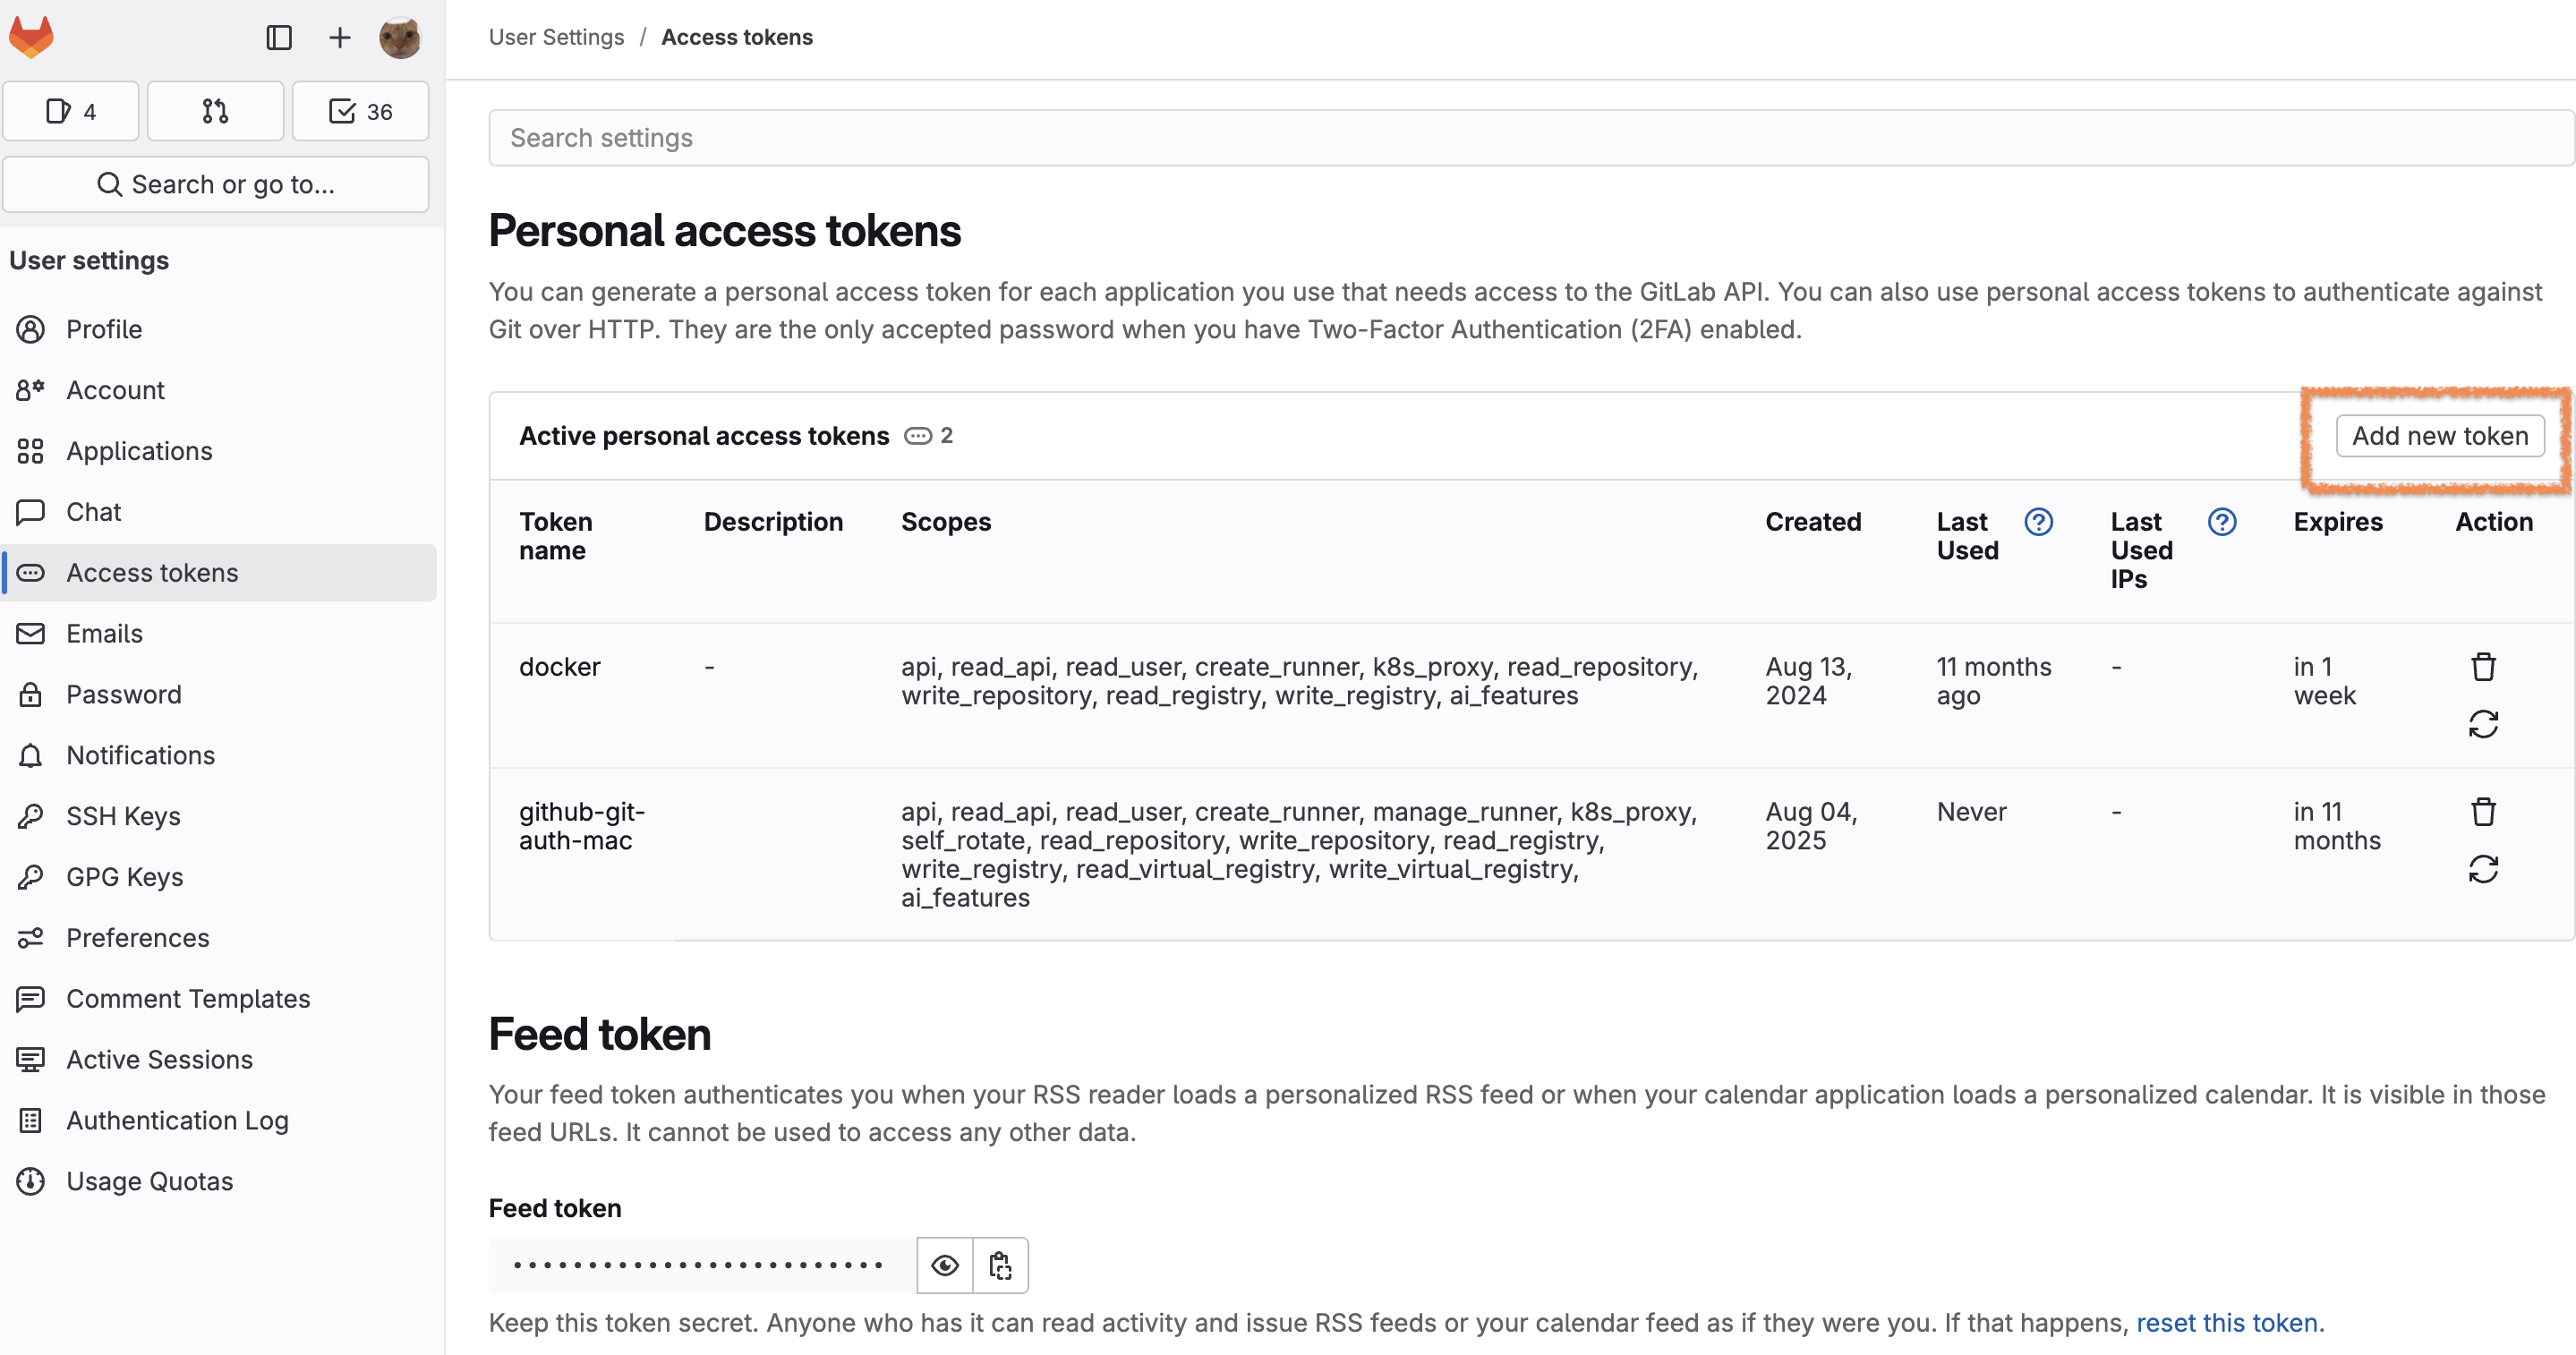 User Settings / Access tokens
4
36
Search or go to...
User settings
Profile
Account
Applications
Chat
Access tokens
Emails
Password
Notifications
SSH Keys
GPG Keys
Preferences
Comment Templates
Active Sessions
Authentication Log
Usage Quotas
Search settings
Personal access tokens
You can generate a personal access token for each application you use that needs access to the GitLab API. You can also use personal access tokens to authenticate against
Git over HTTP. They are the only accepted password when you have Two-Factor Authentication (2FA) enabled.
Active personal access tokens 2
Add new token
Token name
Description
Scopes
Created
Last Used
Last Used IPs
Expires
Action
docker
-
api, read_api, read_user, create_runner, k8s_proxy, read_repository,
write_repository, read_registry, write_registry, ai_features
Aug 13, 2024
11 months ago
-
in 1 week
github-git-auth-mac
api, read_api, read_user, create_runner, manage_runner, k8s_proxy,
self_rotate, read_repository, write_repository, read_registry,
write_registry, read_virtual_registry, write_virtual_registry,
ai_features
Aug 04, 2025
Never
-
in 11 months
Feed token
Your feed token authenticates you when your RSS reader loads a personalized RSS feed or when your calendar application loads a personalized calendar. It is visible in those
feed URLs. It cannot be used to access any other data.
Feed token
Keep this token secret. Anyone who has it can read activity and issue RSS feeds or your calendar feed as if they were you. If that happens, reset this token.